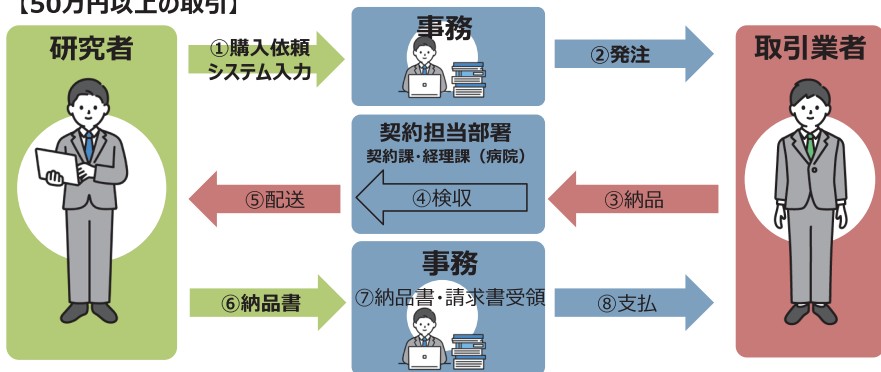 【50万円以上の取引】
研究者
①購入依頼
システム入力
事務
②発注
取引業者
契約担当部署
契約課・経理課（病院）
⑤配送
④検収
③納品
事務
⑥納品書
⑦納品書・請求書受領
⑧支払